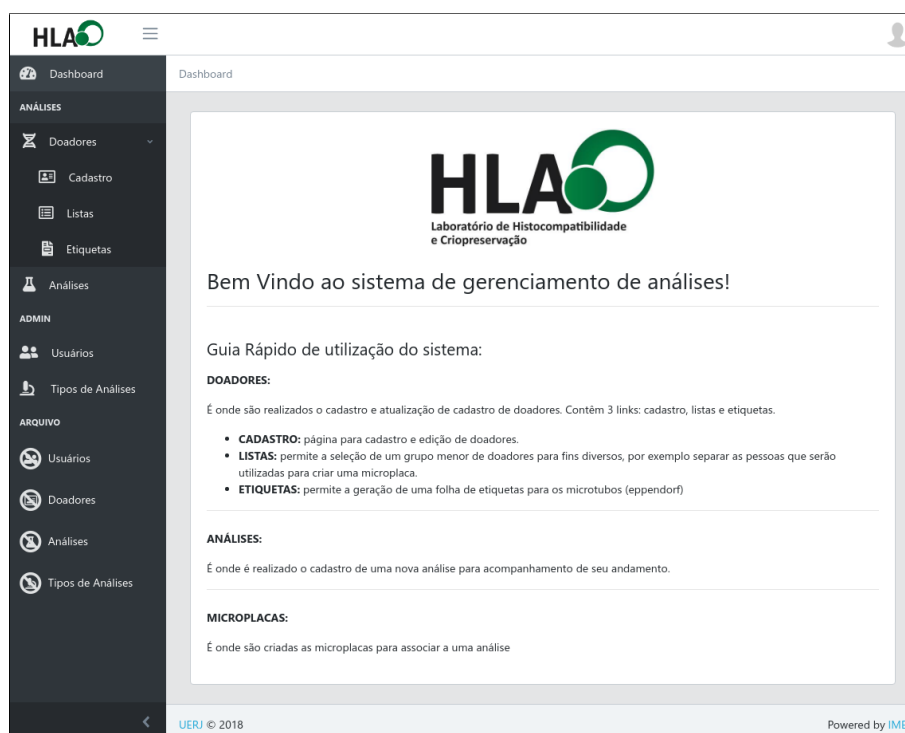 HLA
Dashboard
Dashboard
ANÁLISES
Doadores
Cadastro
Listas
Etiquetas
Análises
ADMIN
Usuários
Tipos de Análises
ARQUIVO
Usuários
Doadores
Análises
Tipos de Análises
HLA
Laboratório de Histocompatibilidade
e Criopreservação
Bem Vindo ao sistema de gerenciamento de análises!
Guia Rápido de utilização do sistema:
DOADORES:
É onde são realizados o cadastro e atualização de cadastro de doadores. Contêm 3 links: cadastro, listas e etiquetas.
CADASTRO: página para cadastro e edição de doadores.
LISTAS: permite a seleção de um grupo menor de doadores para fins diversos, por exemplo separar as pessoas que serão
utilizadas para criar uma microplaca.
ETIQUETAS: permite a geração de uma folha de etiquetas para os microtubos (eppendorf)
ANÁLISES:
É onde é realizado o cadastro de uma nova análise para acompanhamento de seu andamento.
MICROPLACAS:
É onde são criadas as microplacas para associar a uma análise
UERJ © 2018
Powered by IME